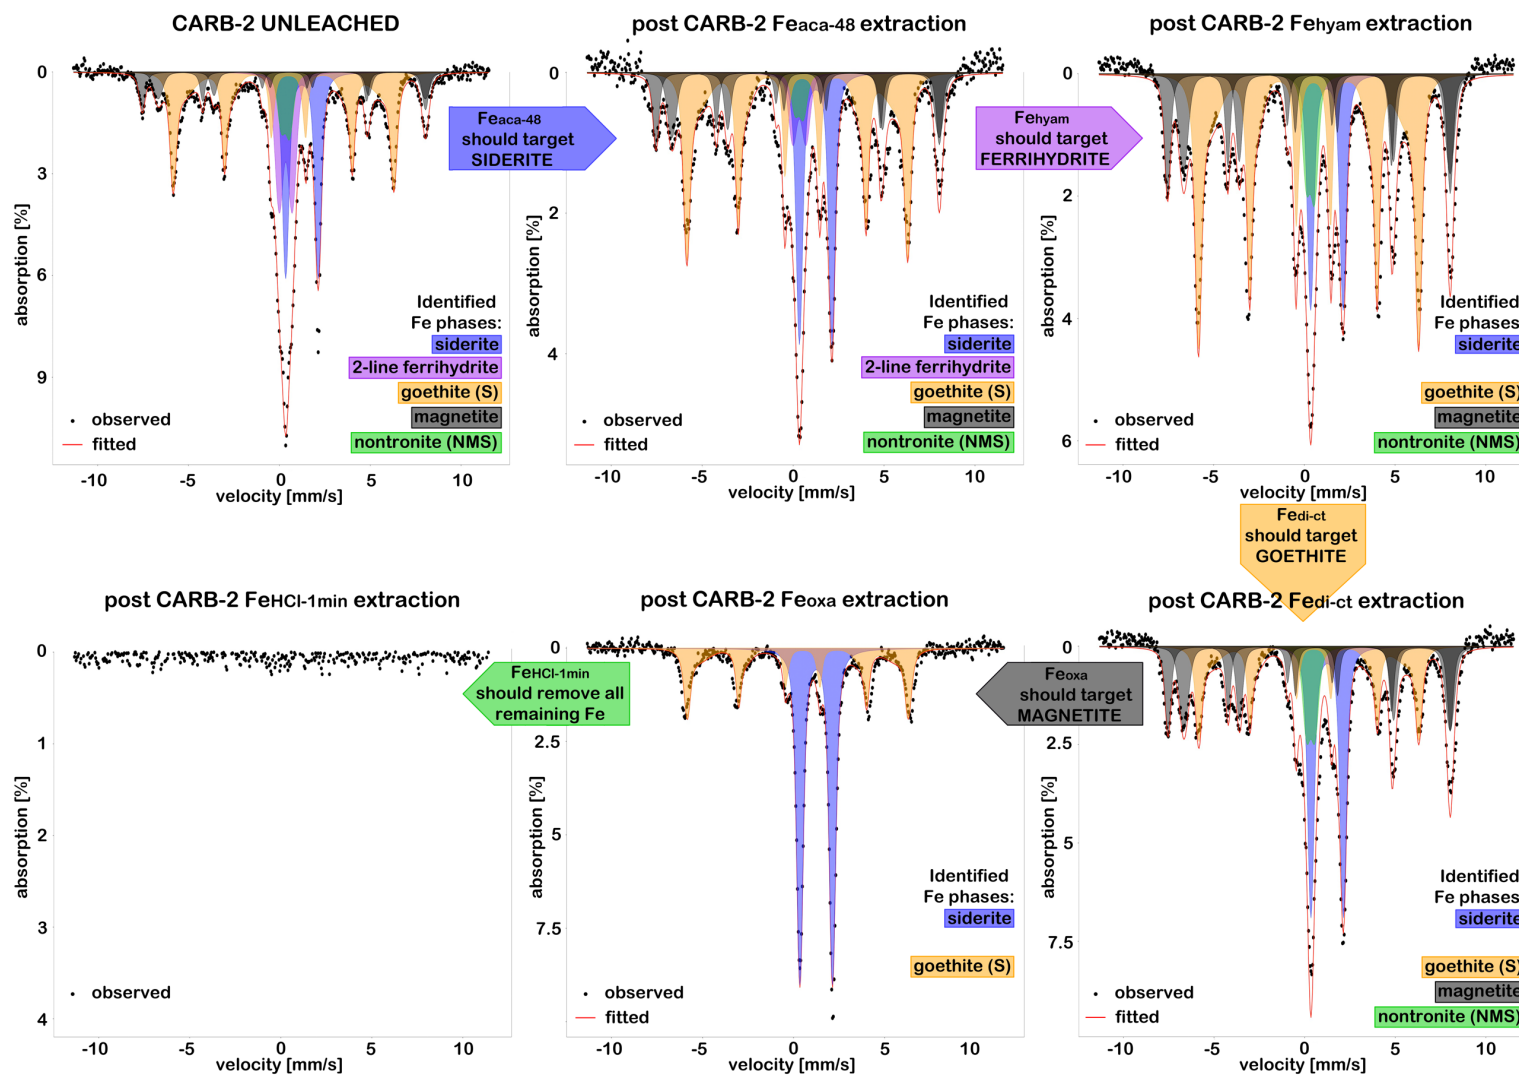 CARB-2 UNLEACHED
0
3
6
9
absorption [%]
Identified
Fe phases:
siderite
2-line ferrihydrite
goethite (S)
magnetite
nontronite (NMS)
observed
fitted
-10
-5
0
5
10
velocity [mm/s]
Feaca-48
should target
SIDERITE
post CARB-2 Feaca-48 extraction
0
2
4
absorption [%]
Identified
Fe phases:
siderite
2-line ferrihydrite
goethite (S)
magnetite
nontronite (NMS)
observed
fitted
-10
-5
0
5
10
velocity [mm/s]
Fehyam
should target
FERRIHYDRITE
post CARB-2 Fehyam extraction
0
2
4
6
absorption [%]
Identified
Fe phases:
siderite
goethite (S)
magnetite
nontronite (NMS)
observed
fitted
-10
-5
0
5
10
velocity [mm/s]
Fedi-ct
should target
GOETHITE
post CARB-2 FeHCl-1min extraction
0
1
2
3
4
absorption [%]
observed
-10
-5
0
5
10
velocity [mm/s]
FeHCl-1min
should remove all
remaining Fe
post CARB-2 Feoxa extraction
0
2.5
5
7.5
absorption [%]
Identified
Fe phases:
siderite
goethite (S)
observed
fitted
-10
-5
0
5
10
velocity [mm/s]
Feoxa
should target
MAGNETITE
post CARB-2 Fedi-ct extraction
0
2.5
5
7.5
absorption [%]
Identified
Fe phases:
siderite
goethite (S)
magnetite
nontronite (NMS)
observed
fitted
-10
-5
0
5
10
velocity [mm/s]